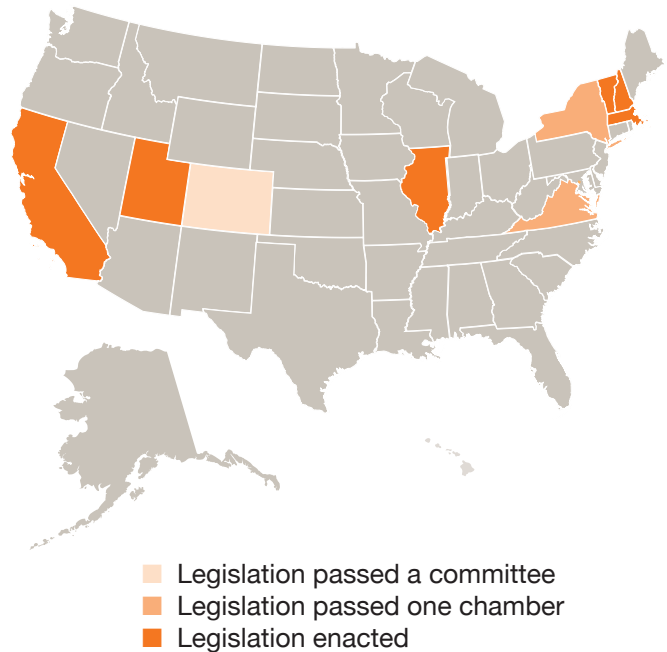 Legislation passed a committee
Legislation passed one chamber
Legislation enacted